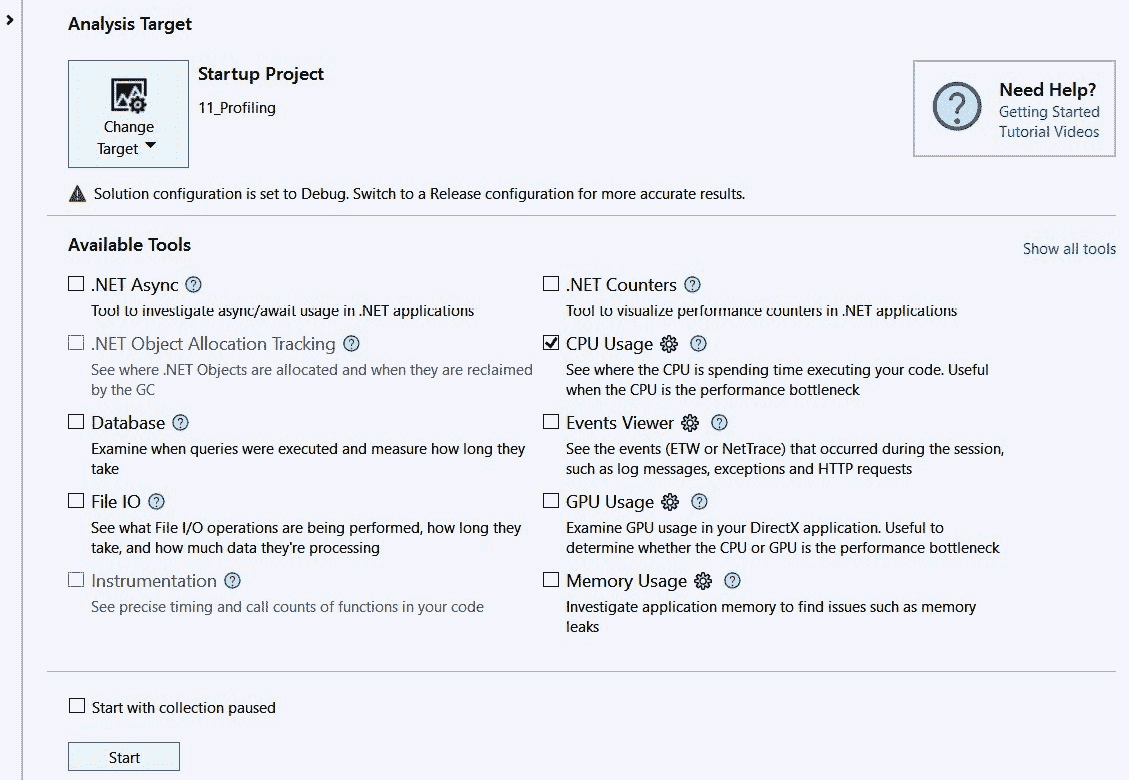 Analysis Target
Change
Target
Startup Project
11_Profiling
Need Help?
Getting Started
Tutorial Videos
Solution configuration is set to Debug. Switch to a Release configuration for more accurate results.
Available Tools
Show all tools
.NET Async
Tool to investigate async/await usage in .NET applications
.NET Counters
Tool to visualize performance counters in .NET applications
.NET Object Allocation Tracking
See where .NET Objects are allocated and when they are reclaimed
by the GC
CPU Usage
See where the CPU is spending time executing your code. Useful
when the CPU is the performance bottleneck
Database
Examine when queries were executed and measure how long they
take
Events Viewer
See the events (ETW or NetTrace) that occurred during the session,
such as log messages, exceptions and HTTP requests
File IO
See what File I/O operations are being performed, how long they
take, and how much data they're processing
GPU Usage
Examine GPU usage in your DirectX application. Useful to
determine whether the CPU or GPU is the performance bottleneck
Instrumentation
See precise timing and call counts of functions in your code
Memory Usage
Investigate application memory to find issues such as memory
leaks
Start with collection paused
Start